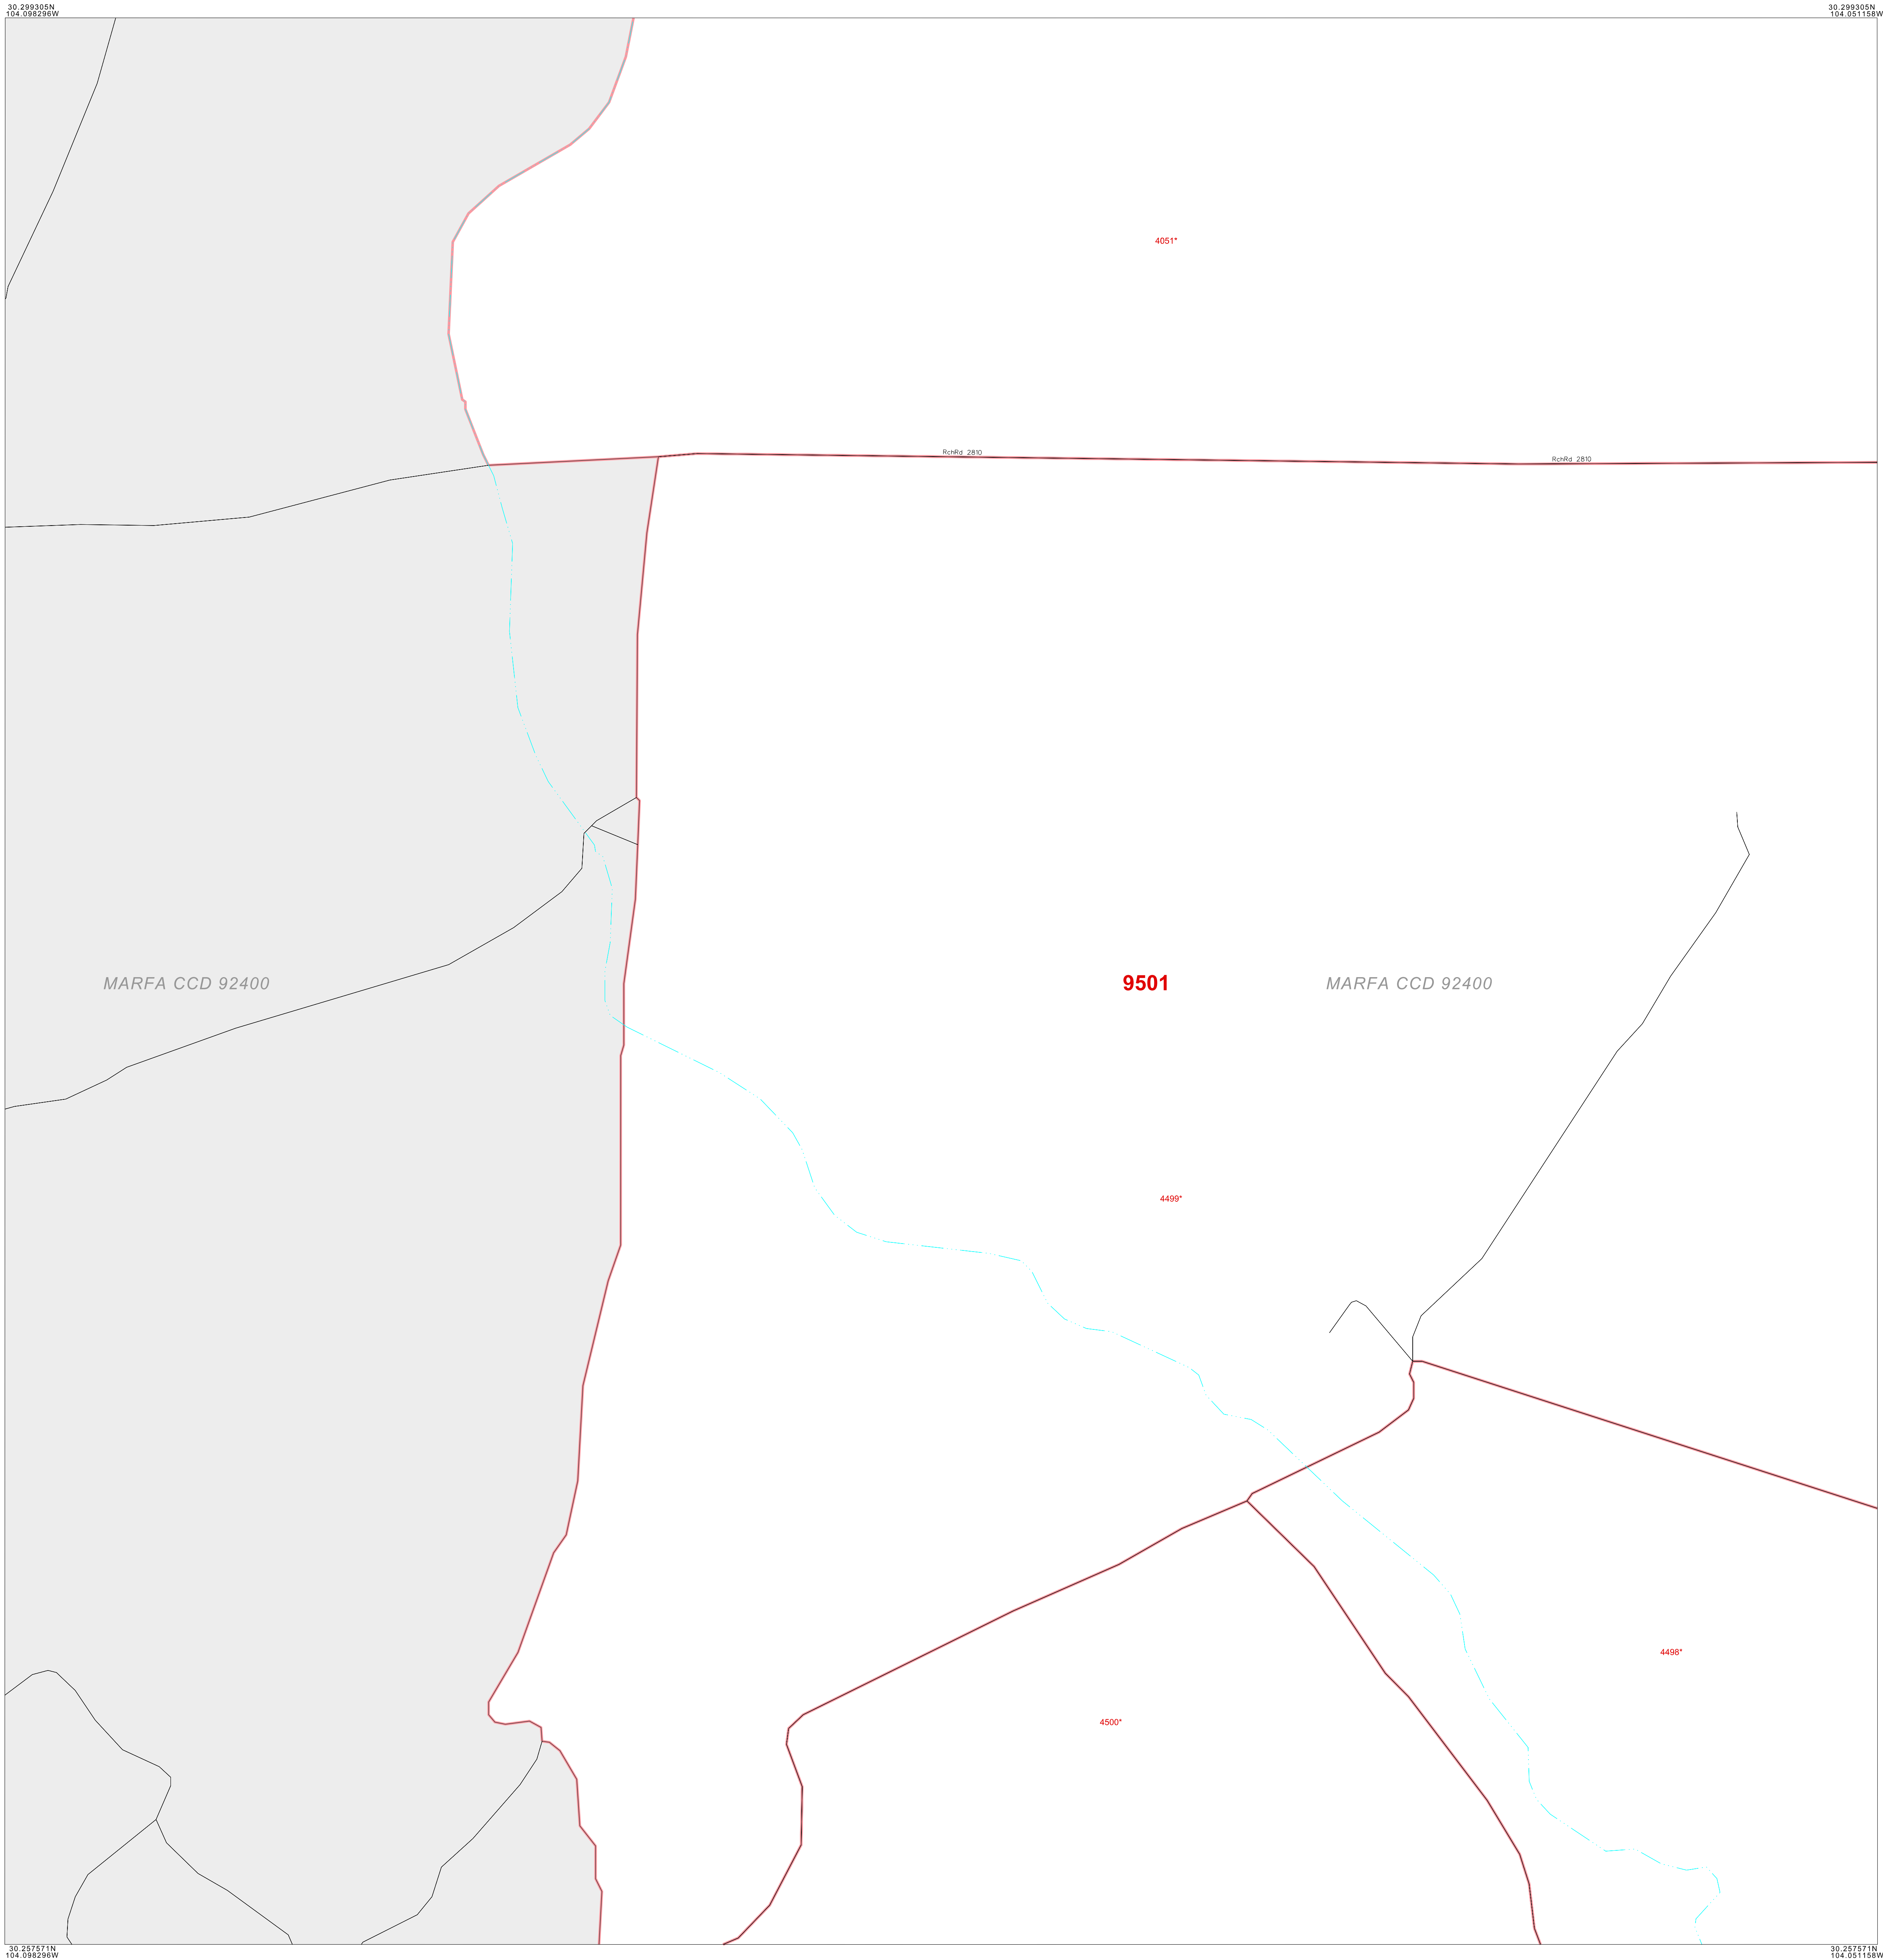 30.299305N
104.098296W
30.299305N
104.051158W
4051*
RchRd 2810
RchRd 2810
MARFA CCD 92400
9501
MARFA CCD 92400
4499*
4498*
4500*
30.257571N
104.098296W
30.257571N
104.051158W